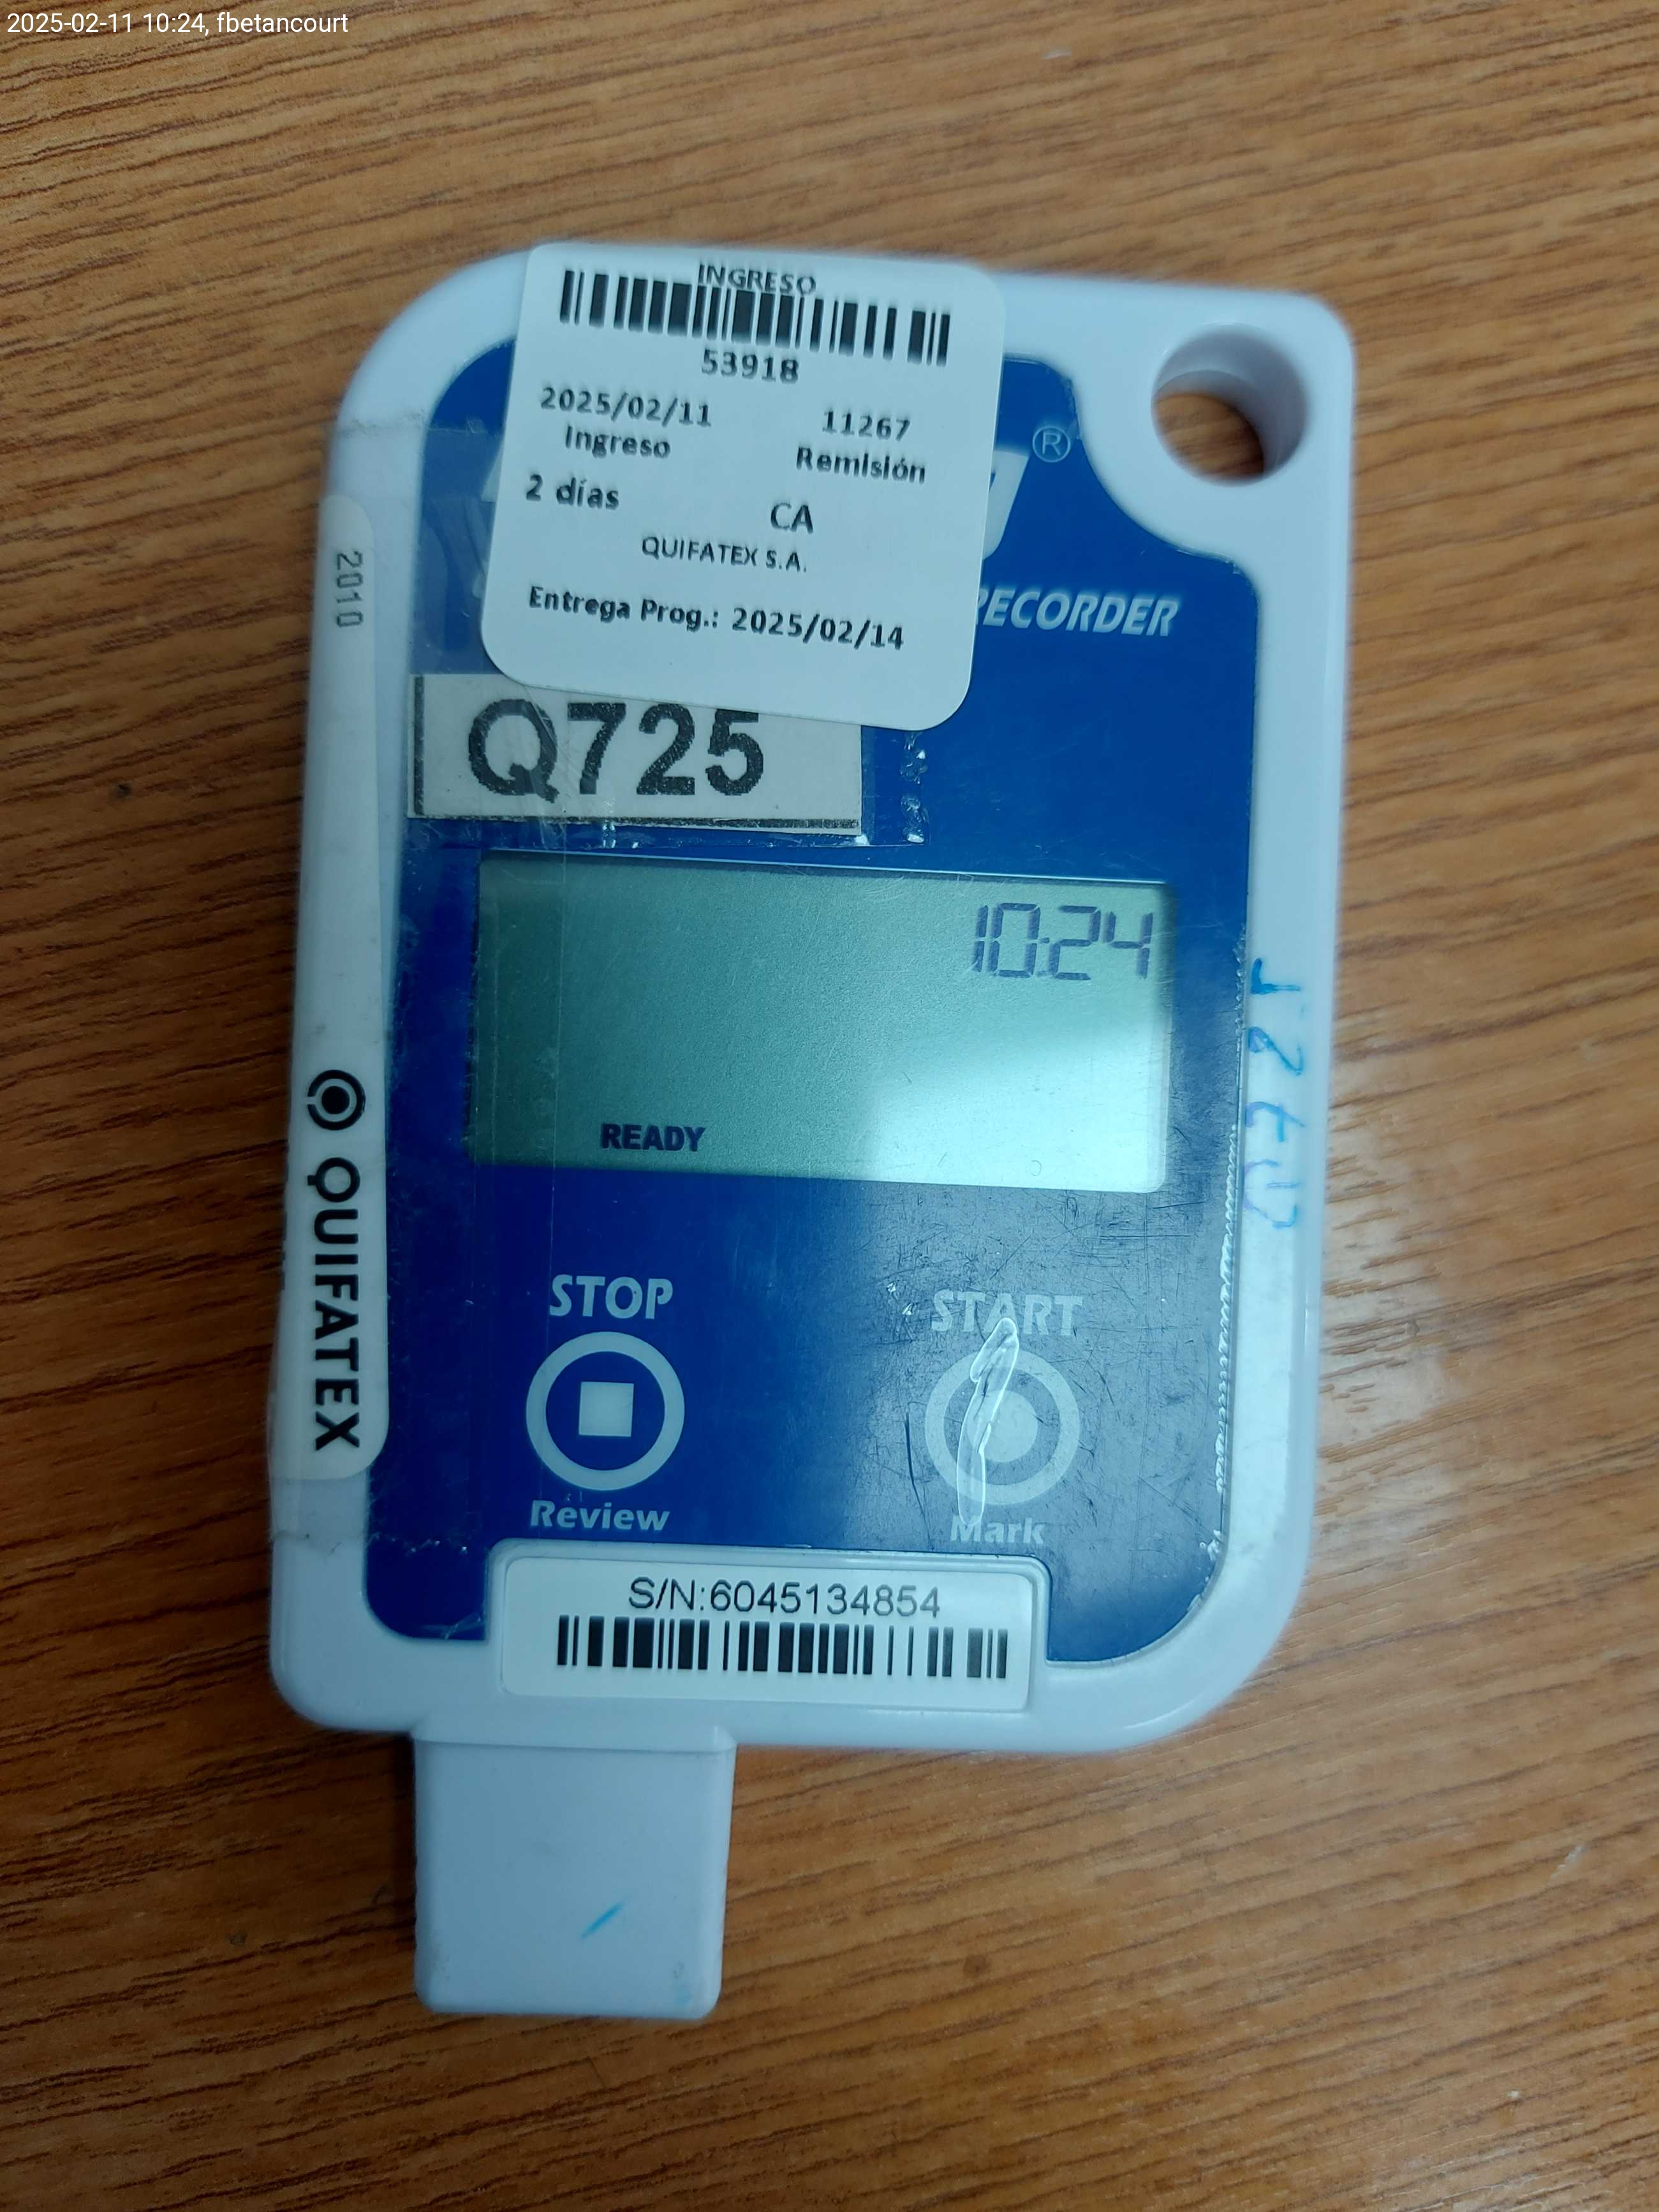 2025-02-11 10:24, fbetancourt
INGRESO
53918
2025/02/11 11267
Ingreso Remisión
2 días CA
QUIFATEX S.A.
Entrega Prog.: 2025/02/14
®
RECORDER
Q725
2010
QUIFATEX
10:24
READY
STOP
START
Review
Mark
S/N:6045134854